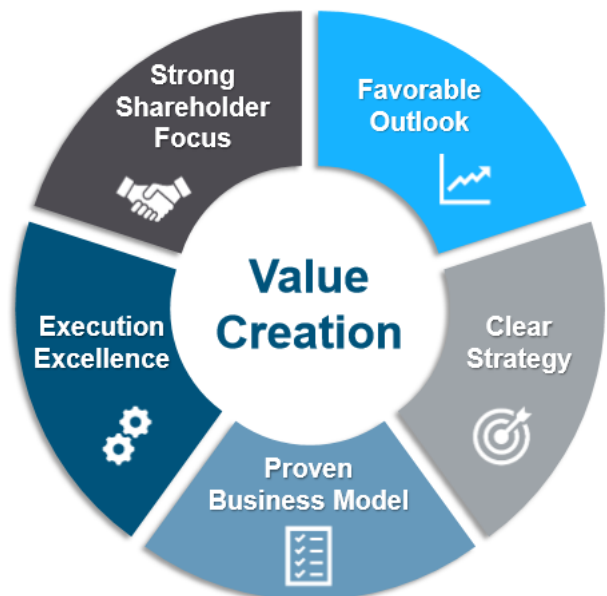 Strong
Shareholder
Focus
Favorable
Outlook
Value
Creation
Execution
Excellence
Clear
Strategy
Proven
Business Model